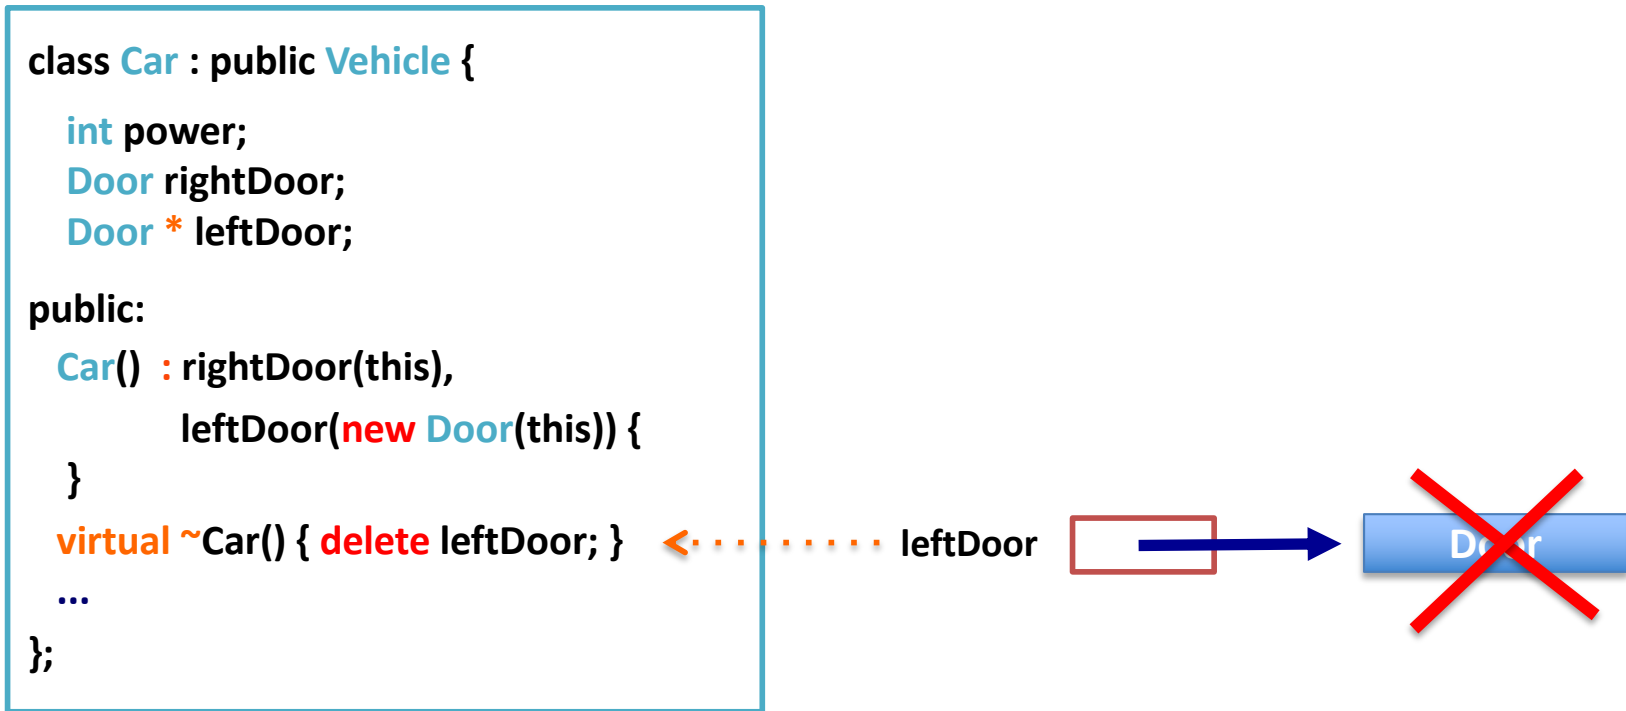 class Car : public Vehicle {
int power;
Door rightDoor;
Door * leftDoor;
public:
Car() : rightDoor(this),
leftDoor(new Door(this)) {
}
virtual ~Car() { delete leftDoor; }
...
};
leftDoor
Door